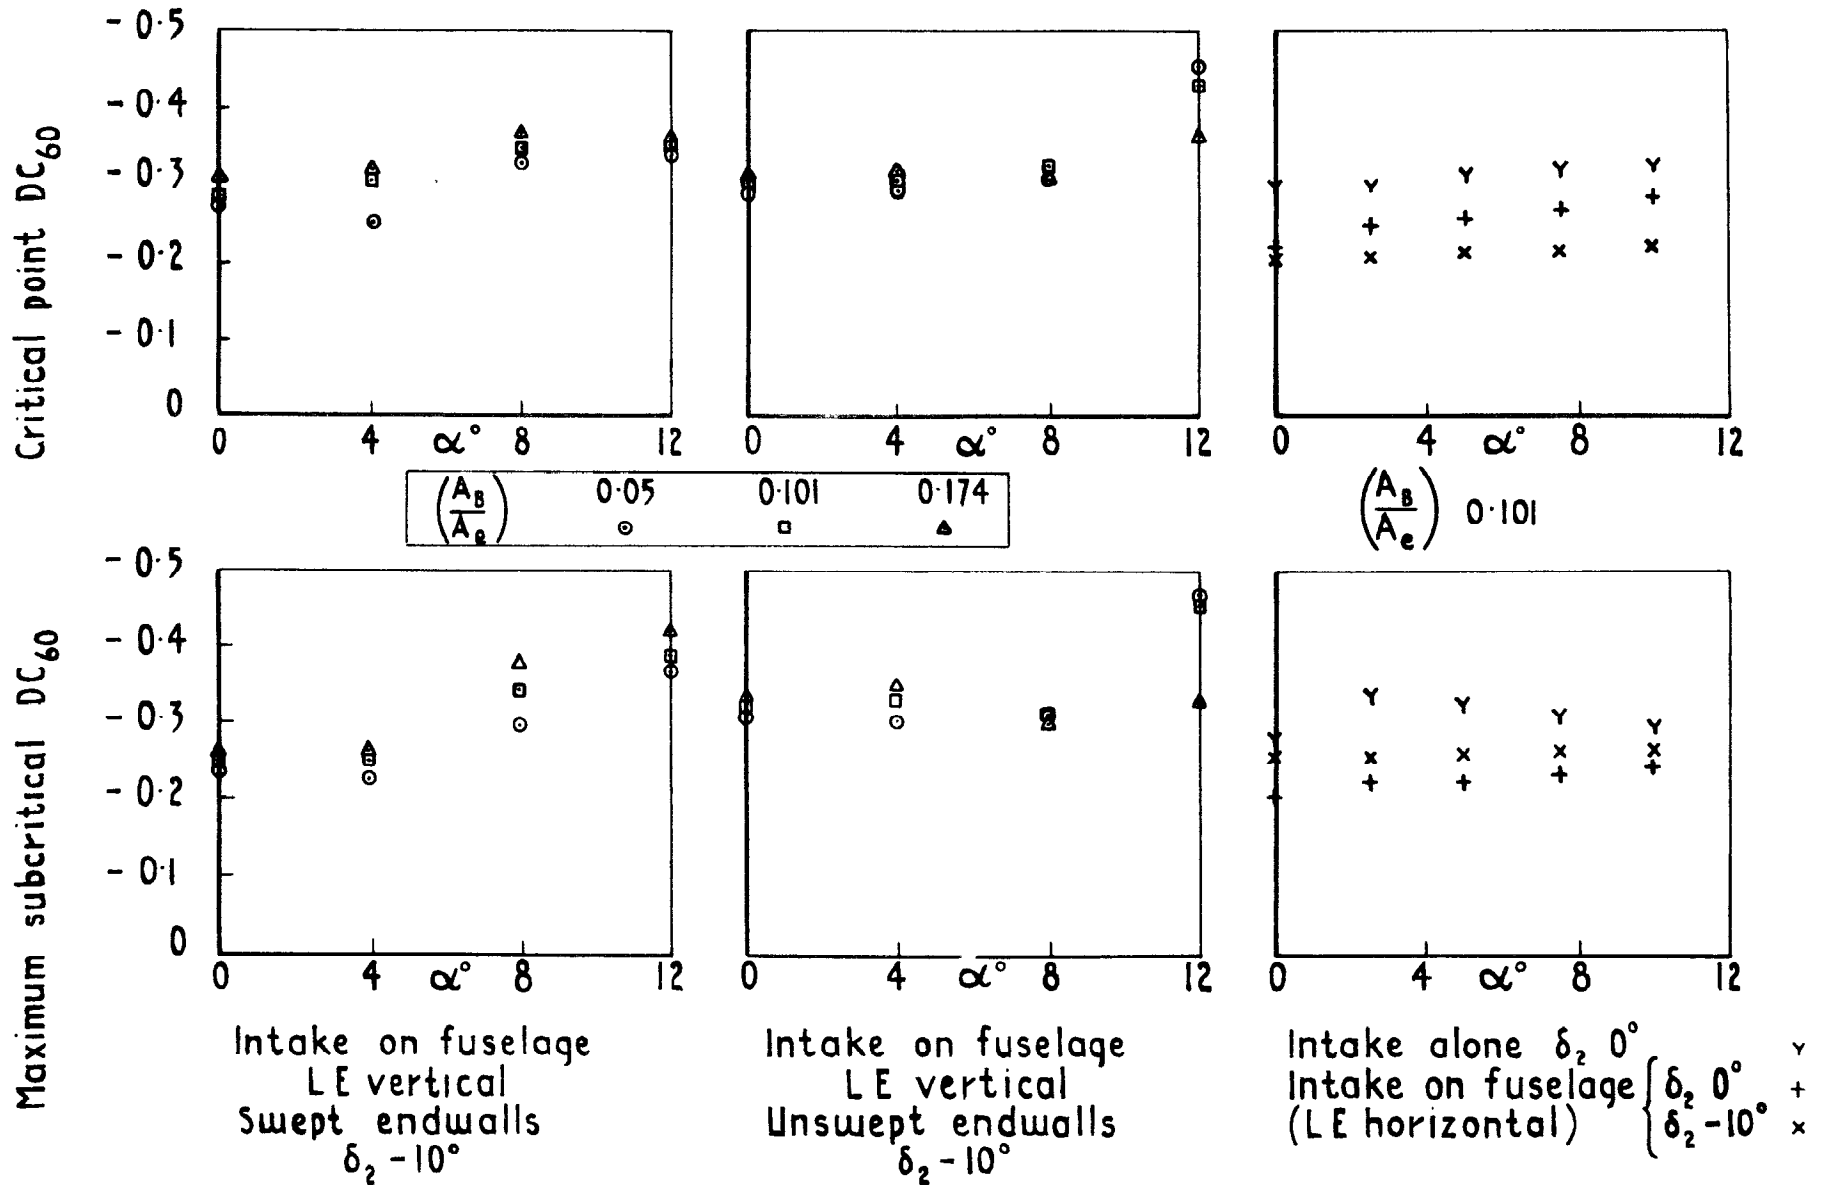 Critical point DC60
- 0·5
- 0·4
- 0·3
- 0·2
- 0·1
0
0 4 α° 8 12
0 4 α° 8 12
0 4 α° 8 12
(AB/Ae) 0·05 0·101 0·174
(AB/Ae) 0·101
Maximum subcritical DC60
- 0·5
- 0·4
- 0·3
- 0·2
- 0·1
0
0 4 α° 8 12
0 4 α° 8 12
0 4 α° 8 12
Intake on fuselage
LE vertical
Swept endwalls
δ2 -10°
Intake on fuselage
LE vertical
Unswept endwalls
δ2 -10°
Intake alone δ2 0° Y
Intake on fuselage { δ2 0° +
(LE horizontal) δ2 -10° x